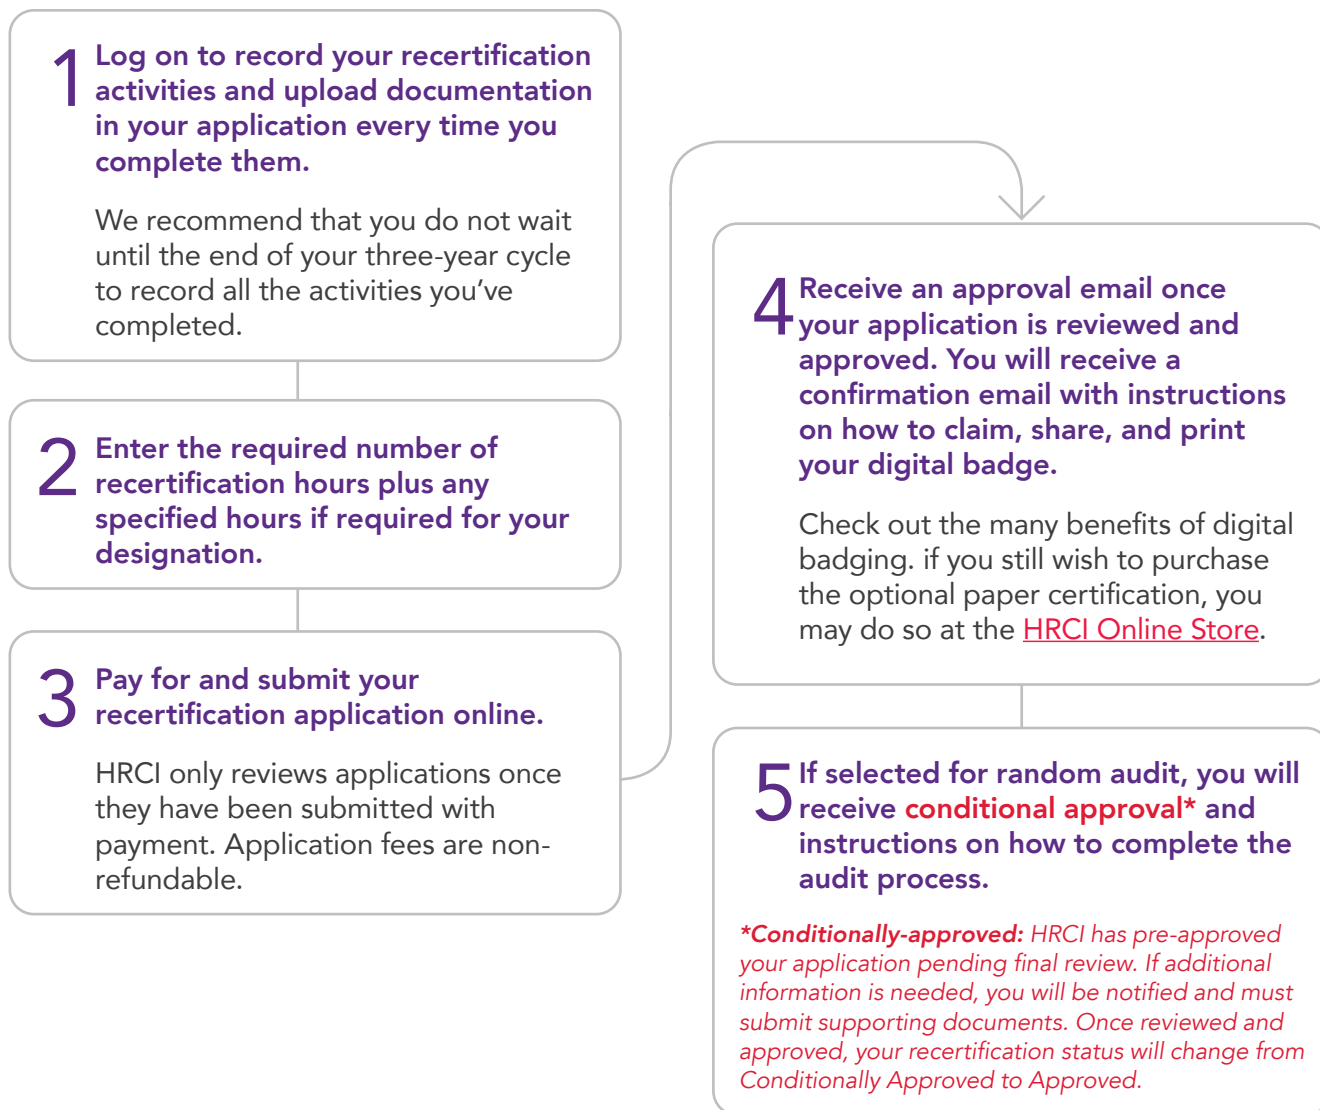 1
Log on to record your recertification
activities and upload documentation
in your application every time you
complete them.
We recommend that you do not wait
until the end of your three-year cycle
to record all the activities you’ve
completed.
2
Enter the required number of
recertification hours plus any
specified hours if required for your
designation.
3
Pay for and submit your
recertification application online.
HRCI only reviews applications once
they have been submitted with
payment. Application fees are non-
refundable.
4
Receive an approval email once
your application is reviewed and
approved. You will receive a
confirmation email with instructions
on how to claim, share, and print
your digital badge.
Check out the many benefits of digital
badging. if you still wish to purchase
the optional paper certification, you
may do so at the HRCI Online Store.
5
If selected for random audit, you will
receive conditional approval* and
instructions on how to complete the
audit process.
*Conditionally-approved: HRCI has pre-approved
your application pending final review. If additional
information is needed, you will be notified and must
submit supporting documents. Once reviewed and
approved, your recertification status will change from
Conditionally Approved to Approved.